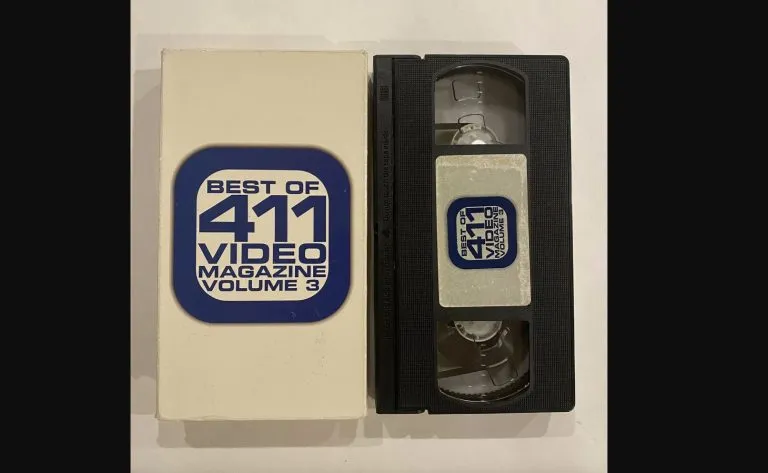 BEST OF
411
VIDEO
MAGAZINE
VOLUME 3
BEST OF
411
VIDEO
MAGAZINE
VOLUME 3